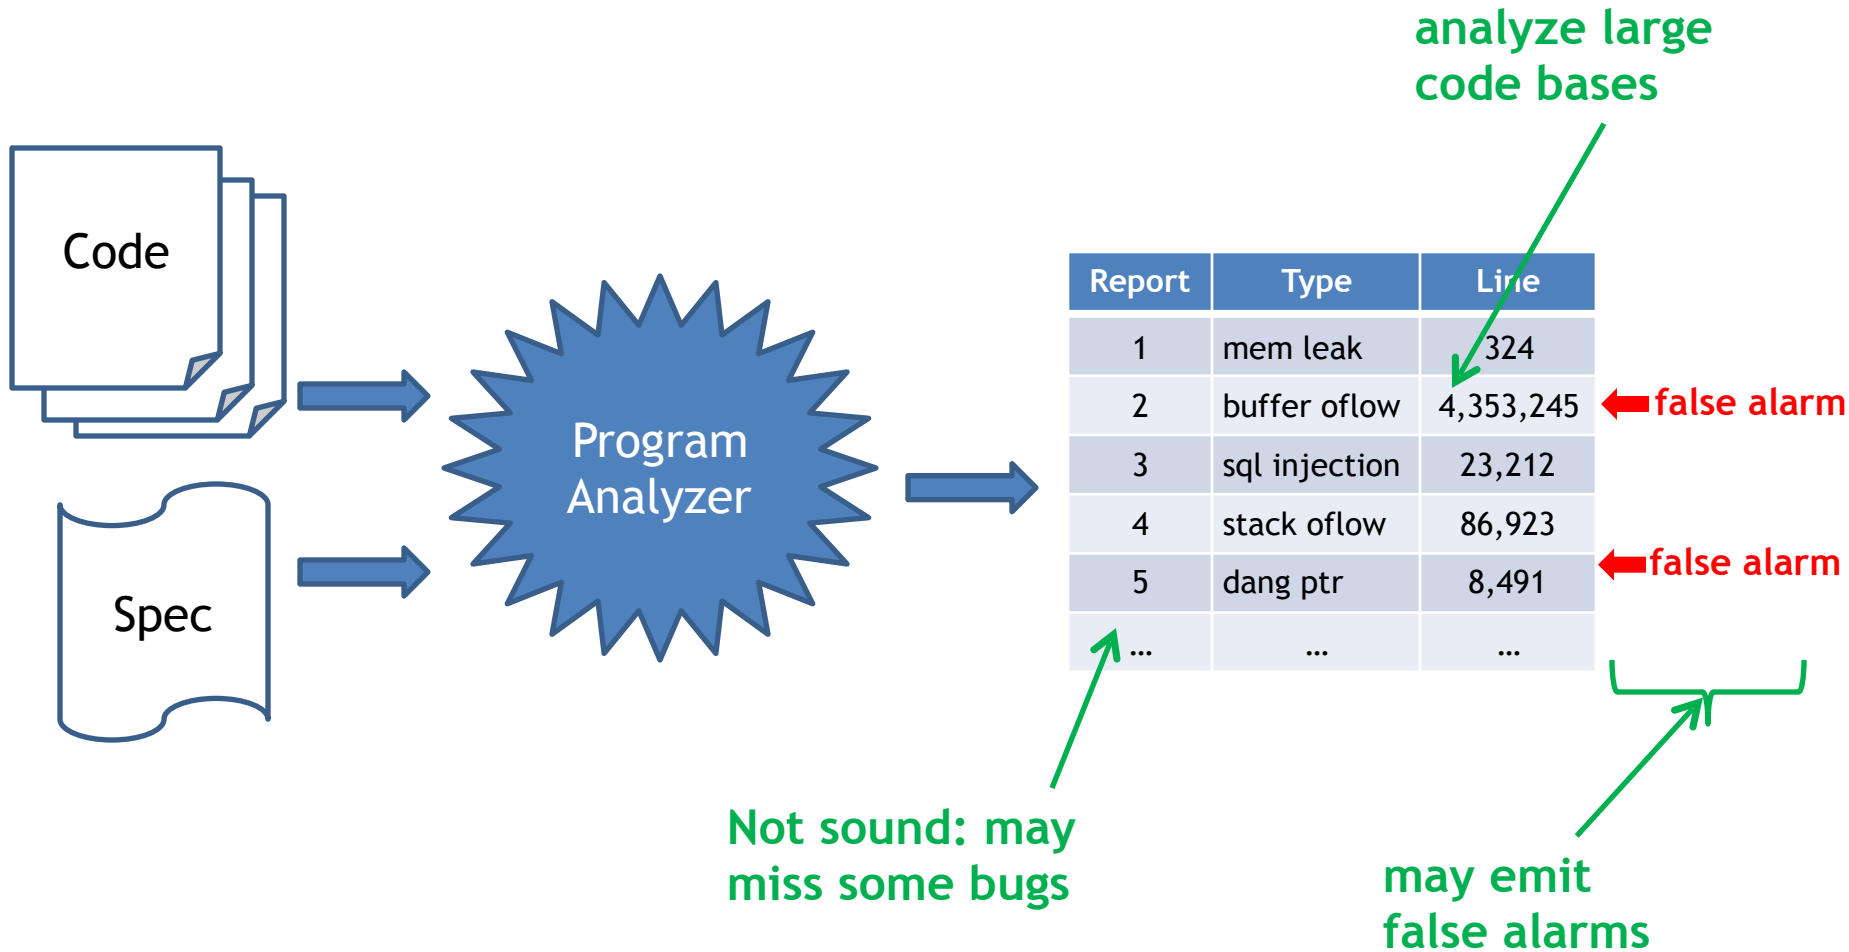 analyze large
code bases
Code
Spec
Program
Analyzer
Report Type Line
1 mem leak 324
2 buffer oflow 4,353,245
false alarm
3 sql injection 23,212
4 stack oflow 86,923
false alarm
5 dang ptr 8,491
... ... ...
Not sound: may
miss some bugs
may emit
false alarms